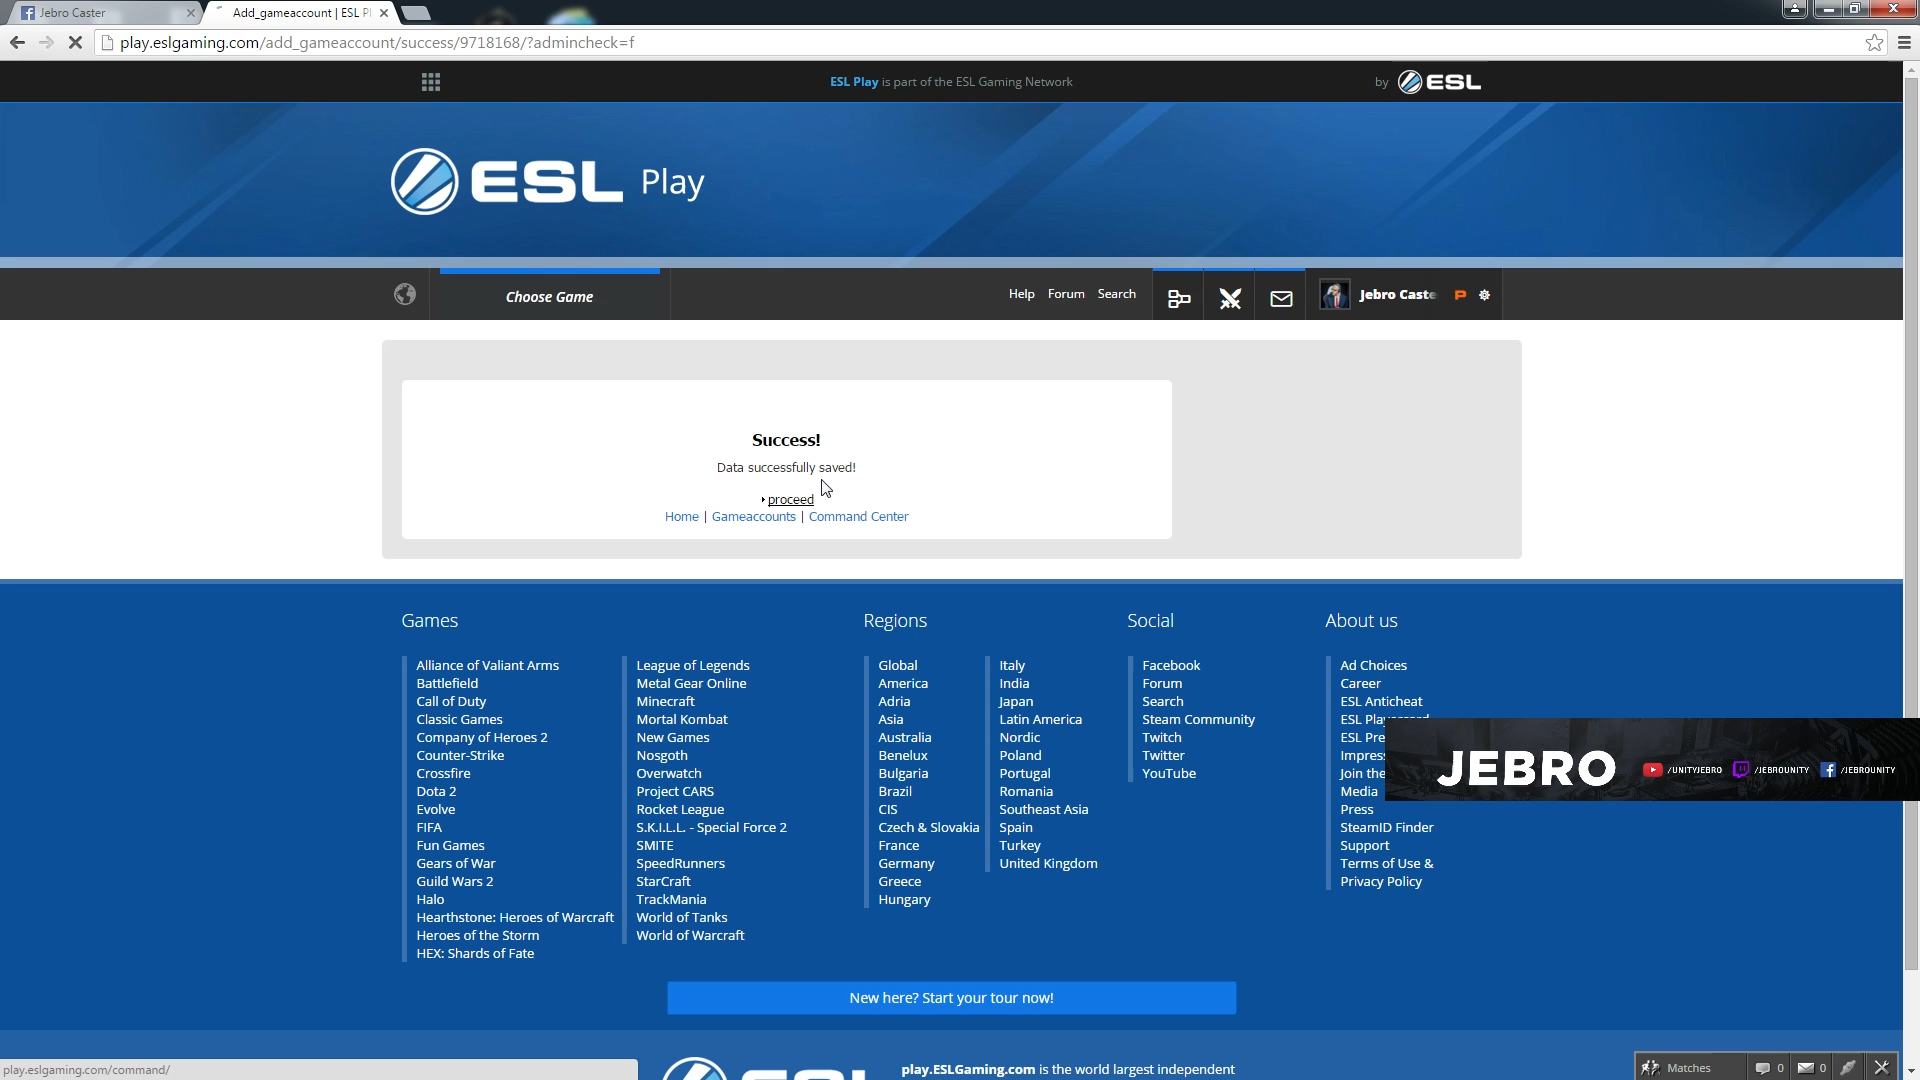 Jebro Caster
Add_gameaccount | ESL Pl
play.eslgaming.com/add_gameaccount/success/9718168/?admincheck=f
ESL Play is part of the ESL Gaming Network
by ESL
ESL Play
Choose Game
Help Forum Search
Jebro Caste
Success!
Data successfully saved!
proceed
Home | Gameaccounts | Command Center
Games
Alliance of Valiant Arms
Battlefield
Call of Duty
Classic Games
Company of Heroes 2
Counter-Strike
Crossfire
Dota 2
Evolve
FIFA
Fun Games
Gears of War
Guild Wars 2
Halo
Hearthstone: Heroes of Warcraft
Heroes of the Storm
HEX: Shards of Fate
League of Legends
Metal Gear Online
Minecraft
Mortal Kombat
New Games
Nosgoth
Overwatch
Project CARS
Rocket League
S.K.I.L.L. - Special Force 2
SMITE
SpeedRunners
StarCraft
TrackMania
World of Tanks
World of Warcraft
Regions
Global
America
Adria
Asia
Australia
Benelux
Bulgaria
Brazil
CIS
Czech & Slovakia
France
Germany
Greece
Hungary
Italy
India
Japan
Latin America
Nordic
Poland
Portugal
Romania
Southeast Asia
Spain
Turkey
United Kingdom
Social
Facebook
Forum
Search
Steam Community
Twitch
Twitter
YouTube
About us
Ad Choices
Career
ESL Anticheat
ESL
ESL Pre
Impress
Join the
Media
Press
SteamID Finder
Support
Terms of Use &
Privacy Policy
JEBRO /UNITYJEBRO /JEBROUNITY /JEBROUNITY
New here? Start your tour now!
play.ESLGaming.com is the world largest independent
play.eslgaming.com/command/
Matches 0 0